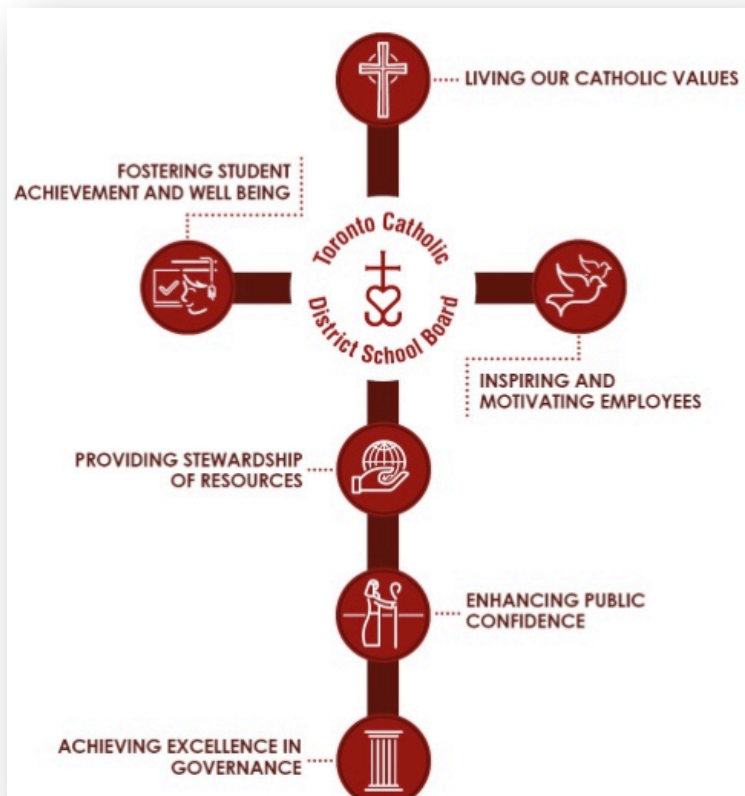 LIVING OUR CATHOLIC VALUES
FOSTERING STUDENT
ACHIEVEMENT AND WELL BEING
Toronto Catholic
District School Board
INSPIRING AND
MOTIVATING EMPLOYEES
PROVIDING STEWARDSHIP
OF RESOURCES
ENHANCING PUBLIC
CONFIDENCE
ACHIEVING EXCELLENCE IN
GOVERNANCE